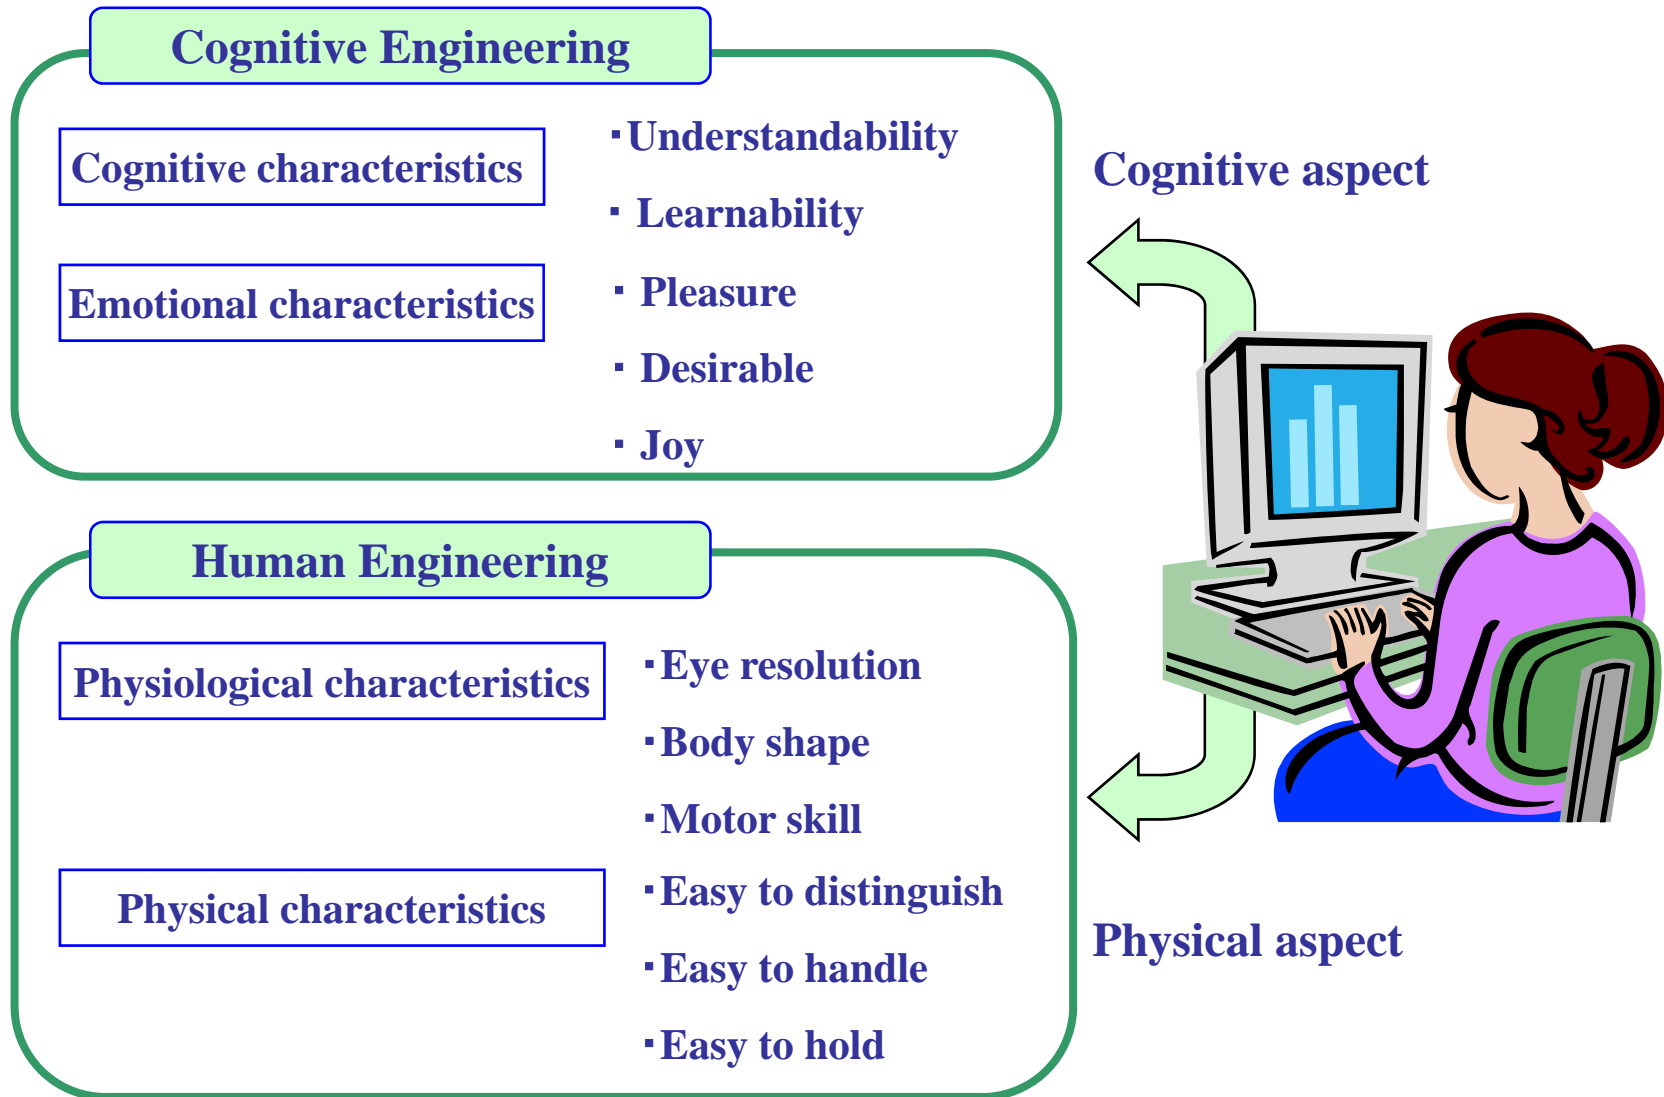 Cognitive Engineering
Cognitive characteristics
▪Understandability
▪ Learnability
Emotional characteristics
▪ Pleasure
▪ Desirable
▪ Joy
Cognitive aspect
Human Engineering
Physiological characteristics
▪Eye resolution
▪Body shape
▪Motor skill
Physical characteristics
▪Easy to distinguish
▪Easy to handle
▪Easy to hold
Physical aspect